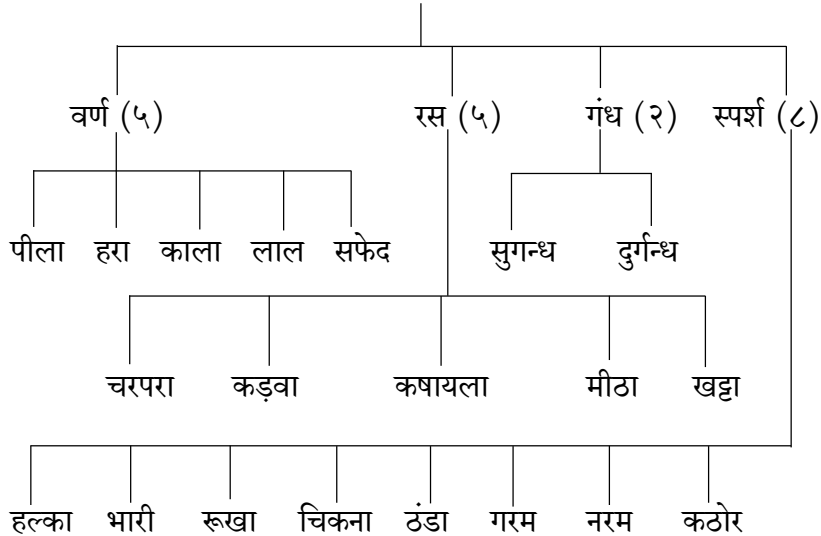 वर्ण (५) रस (५) गंध (२) स्पर्श (८)
पीला हरा काला लाल सफेद सुगन्ध दुर्गन्ध
चरपरा कड़वा कषायला मीठा खट्टा
हल्का भारी रूखा चिकना ठंडा गरम नरम कठोर